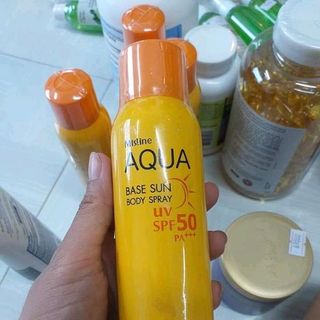 Mistine
AQUA
BASE SUN
BODY SPRAY
UV
SPF50
PA+++